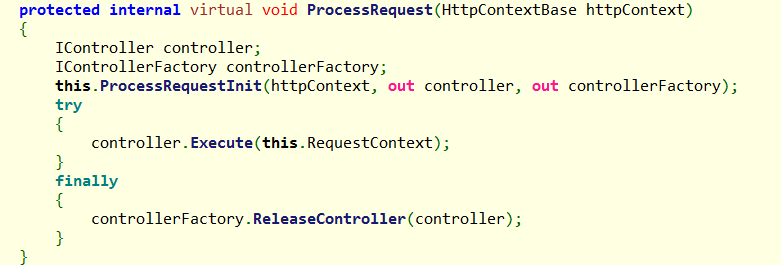 protected internal virtual void ProcessRequest(HttpContextBase httpContext)
{
    IController controller;
    IControllerFactory controllerFactory;
    this.ProcessRequestInit(httpContext, out controller, out controllerFactory);
    try
    {
        controller.Execute(this.RequestContext);
    }
    finally
    {
        controllerFactory.ReleaseController(controller);
    }
}